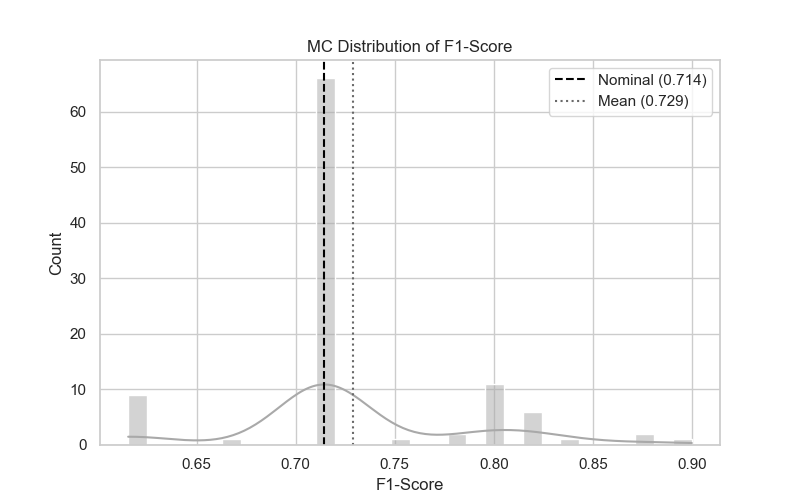 MC Distribution of F1-Score
Nominal (0.714)
Mean (0.729)
60
50
40
30
20
10
0
Count
0.65 0.70 0.75 0.80 0.85 0.90
F1-Score